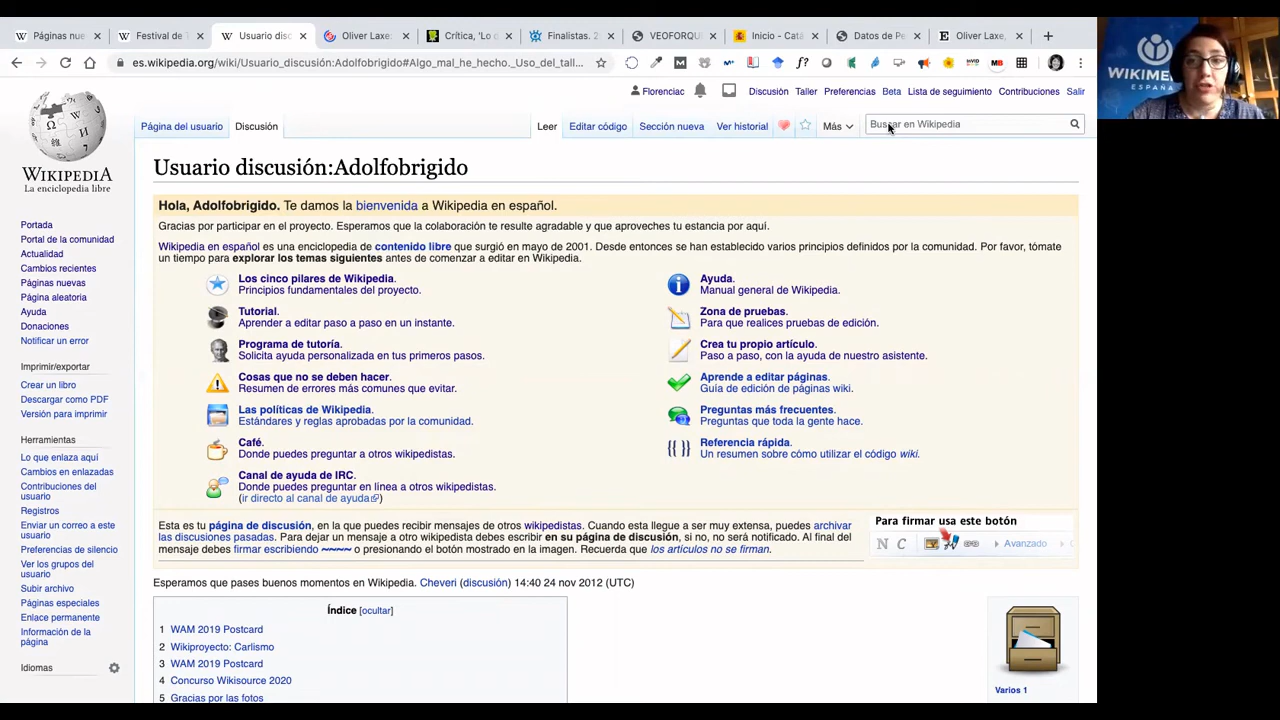 Páginas nue
Festival de T
Usuario disc
Oliver Laxe:
Crítica, 'Lo q
Finalistas. 2
VEOFORQU
Inicio - Catá
Datos de Pe
Oliver Laxe,
es.wikipedia.org/wiki/Usuario_discusión:Adolfobrigido#Algo_mal_he_hecho._Uso_del_tall...
WIKIME
ESPAÑA
Florenciac
Discusión
Taller
Preferencias
Beta
Lista de seguimiento
Contribuciones
Salir
Página del usuario
Discusión
Leer
Editar código
Sección nueva
Ver historial
Más
Buscar en Wikipedia
WIKIPEDIA
La enciclopedia libre
Portada
Portal de la comunidad
Actualidad
Cambios recientes
Páginas nuevas
Página aleatoria
Ayuda
Donaciones
Notificar un error
Imprimir/exportar
Crear un libro
Descargar como PDF
Versión para imprimir
Herramientas
Lo que enlaza aquí
Cambios en enlazadas
Contribuciones del
usuario
Registros
Enviar un correo a este
usuario
Preferencias de silencio
Ver los grupos del
usuario
Subir archivo
Páginas especiales
Enlace permanente
Información de la
página
Idiomas
Usuario discusión:Adolfobrigido
Hola, Adolfobrigido. Te damos la bienvenida a Wikipedia en español.
Gracias por participar en el proyecto. Esperamos que la colaboración te resulte agradable y que aproveches tu estancia por aquí.
Wikipedia en español es una enciclopedia de contenido libre que surgió en mayo de 2001. Desde entonces se han establecido varios principios definidos por la comunidad. Por favor, tómate
un tiempo para explorar los temas siguientes antes de comenzar a editar en Wikipedia.
Los cinco pilares de Wikipedia.
Principios fundamentales del proyecto.
Tutorial.
Aprender a editar paso a paso en un instante.
Programa de tutoría.
Solicita ayuda personalizada en tus primeros pasos.
Cosas que no se deben hacer.
Resumen de errores más comunes que evitar.
Las políticas de Wikipedia.
Estándares y reglas aprobadas por la comunidad.
Café.
Donde puedes preguntar a otros wikipedistas.
Canal de ayuda de IRC.
Donde puedes preguntar en línea a otros wikipedistas.
(ir directo al canal de ayuda)
Ayuda.
Manual general de Wikipedia.
Zona de pruebas.
Para que realices pruebas de edición.
Crea tu propio artículo.
Paso a paso, con la ayuda de nuestro asistente.
Aprende a editar páginas.
Guía de edición de páginas wiki.
Preguntas más frecuentes.
Preguntas que toda la gente hace.
Referencia rápida.
Un resumen sobre cómo utilizar el código wiki.
Esta es tu página de discusión, en la que puedes recibir mensajes de otros wikipedistas. Cuando esta llegue a ser muy extensa, puedes archivar
las discusiones pasadas. Para dejar un mensaje a otro wikipedista debes escribir en su página de discusión, si no, no será notificado. Al final del
mensaje debes firmar escribiendo ~~~~ o presionando el botón mostrado en la imagen. Recuerda que los artículos no se firman.
Para firmar usa este botón
N C
Avanzado
Esperamos que pases buenos momentos en Wikipedia. Cheveri (discusión) 14:40 24 nov 2012 (UTC)
Índice [ocultar]
1 WAM 2019 Postcard
2 Wikiproyecto: Carlismo
3 WAM 2019 Postcard
4 Concurso Wikisource 2020
5 Gracias por las fotos
Varios 1